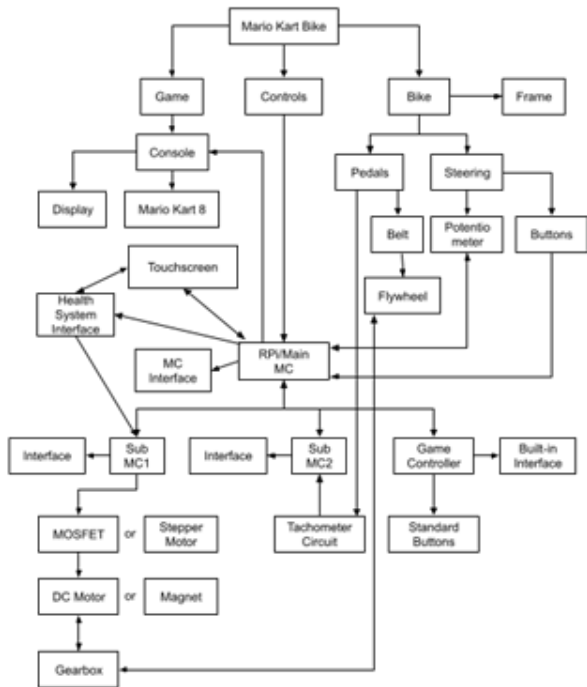 Mario Kart Bike
Game
Controls
Bike
Frame
Console
Pedals
Steering
Display
Mario Kart 8
Belt
Potentio
meter
Buttons
Touchscreen
Health
System
Interface
Flywheel
MC
Interface
RPI/Main
MC
Interface
Sub
MC1
Interface
Sub
MC2
Game
Controller
Built-in
Interface
MOSFET
or
Stepper
Motor
Tachometer
Circuit
Standard
Buttons
DC Motor
or
Magnet
Gearbox